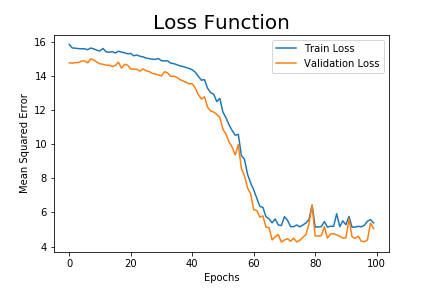 Loss Function
Train Loss
Validation Loss
Mean Squared Error
16
14
12
10
8
6
4
0
20
40
60
80
100
Epochs